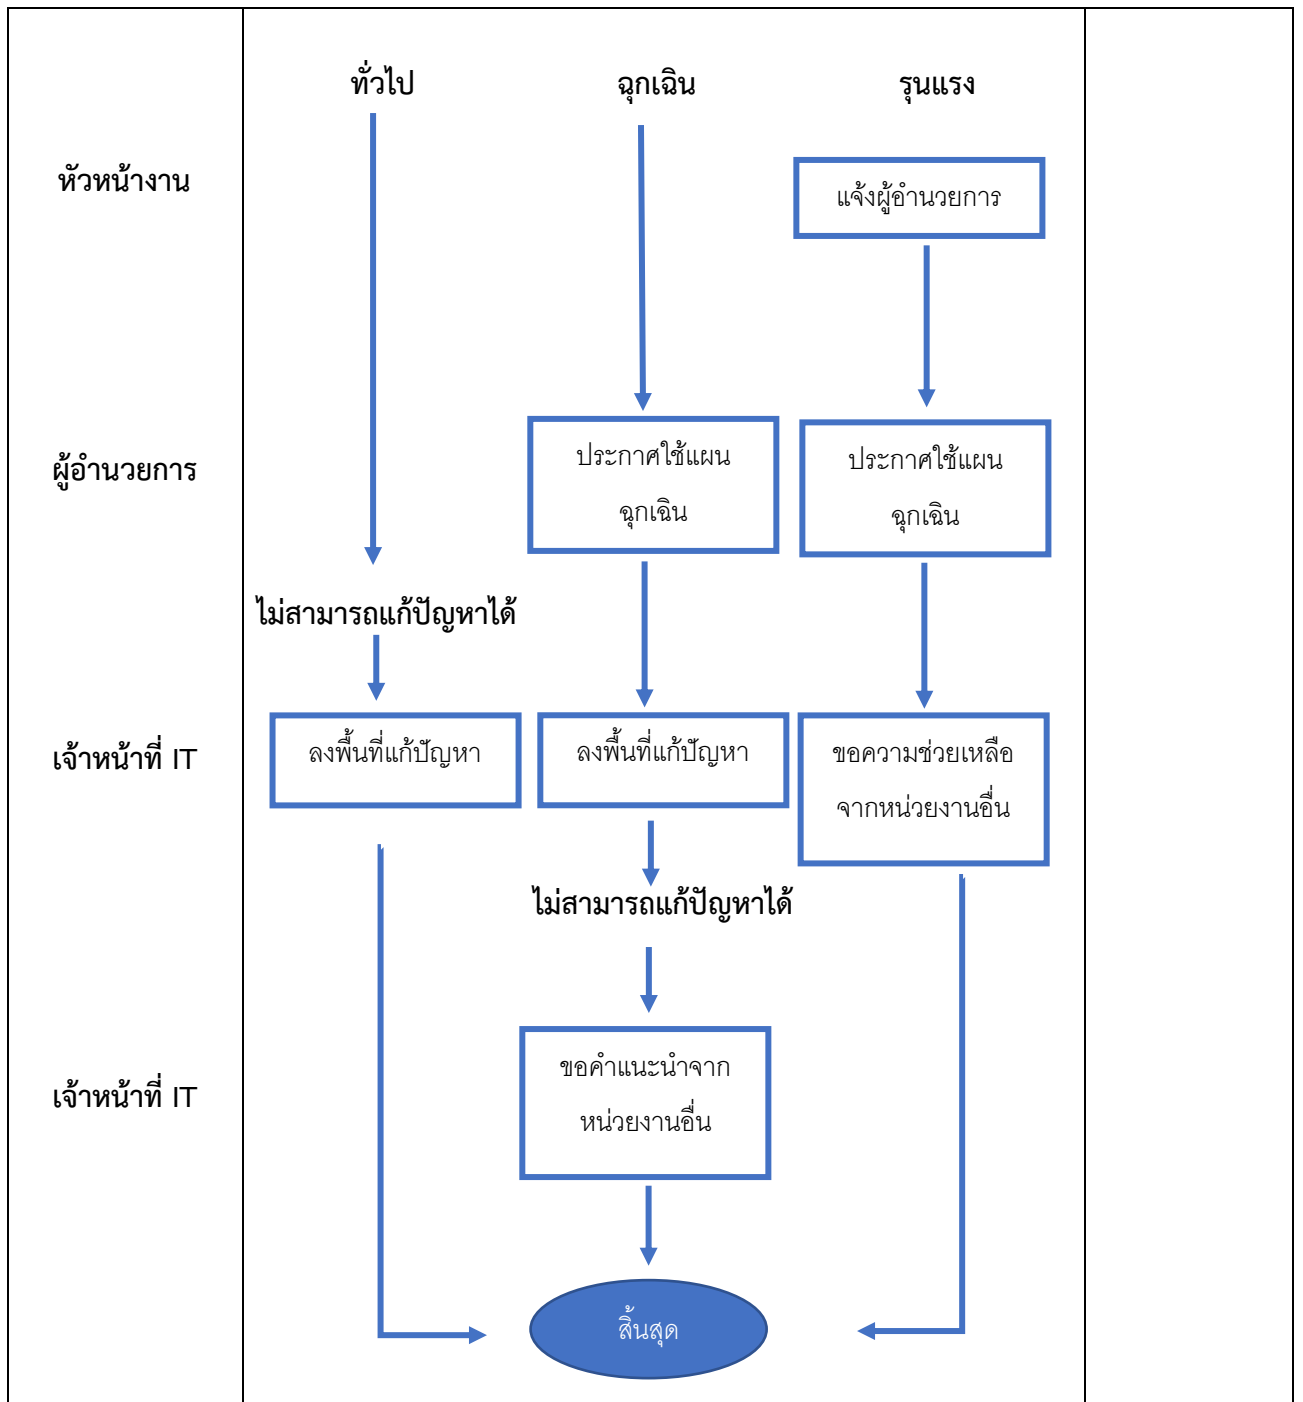 ทั่วไป
ฉุกเฉิน
รุนแรง
หัวหน้างาน
แจ้งผู้อำนวยการ
ผู้อำนวยการ
ประกาศใช้แผน
ฉุกเฉิน
ประกาศใช้แผน
ฉุกเฉิน
ไม่สามารถแก้ปัญหาได้
เจ้าหน้าที่ IT
ลงพื้นที่แก้ปัญหา
ลงพื้นที่แก้ปัญหา
ขอความช่วยเหลือ
จากหน่วยงานอื่น
ไม่สามารถแก้ปัญหาได้
เจ้าหน้าที่ IT
ขอคำแนะนำจาก
หน่วยงานอื่น
สิ้นสุด